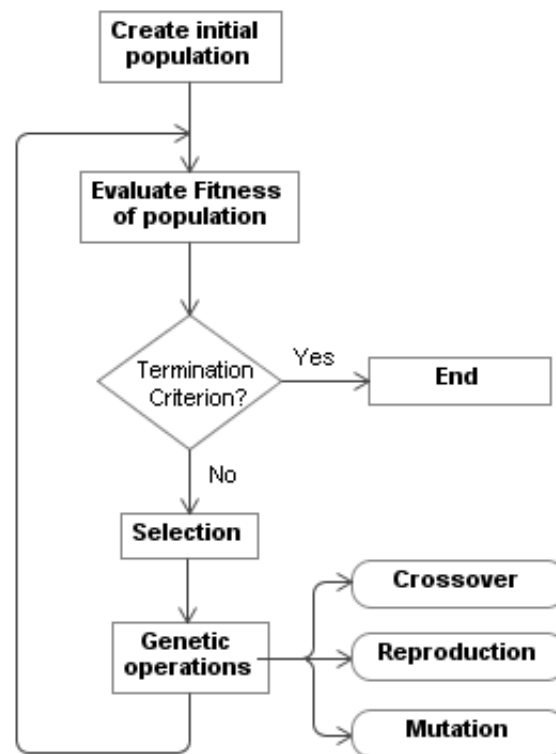 Create initial
population
Evaluate Fitness
of population
Termination
Criterion?
Yes
End
No
Selection
Genetic
operations
Crossover
Reproduction
Mutation